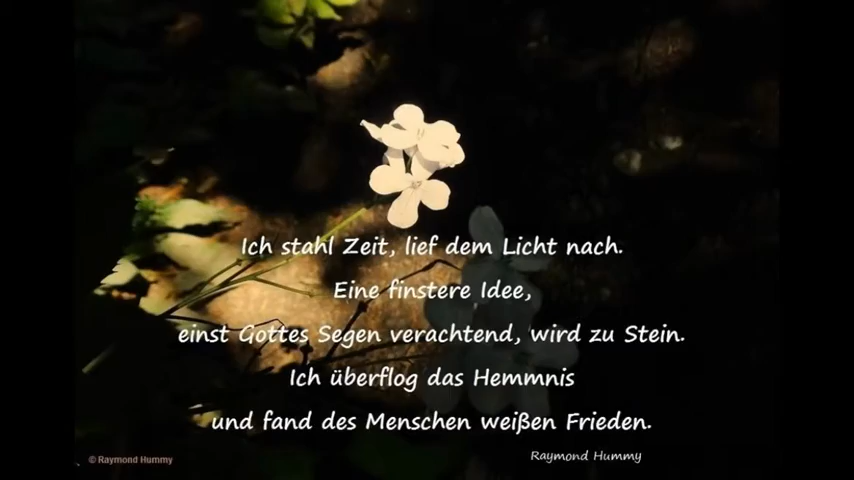 Ich stahl Zeit, lief dem Licht nach.
Eine finstere Idee,
einst Gottes Segen verachtend, wird zu Stein.
Ich überflog das Hemmnis
und fand des Menschen weißen Frieden.
Raymond Hummy
© Raymond Hummy